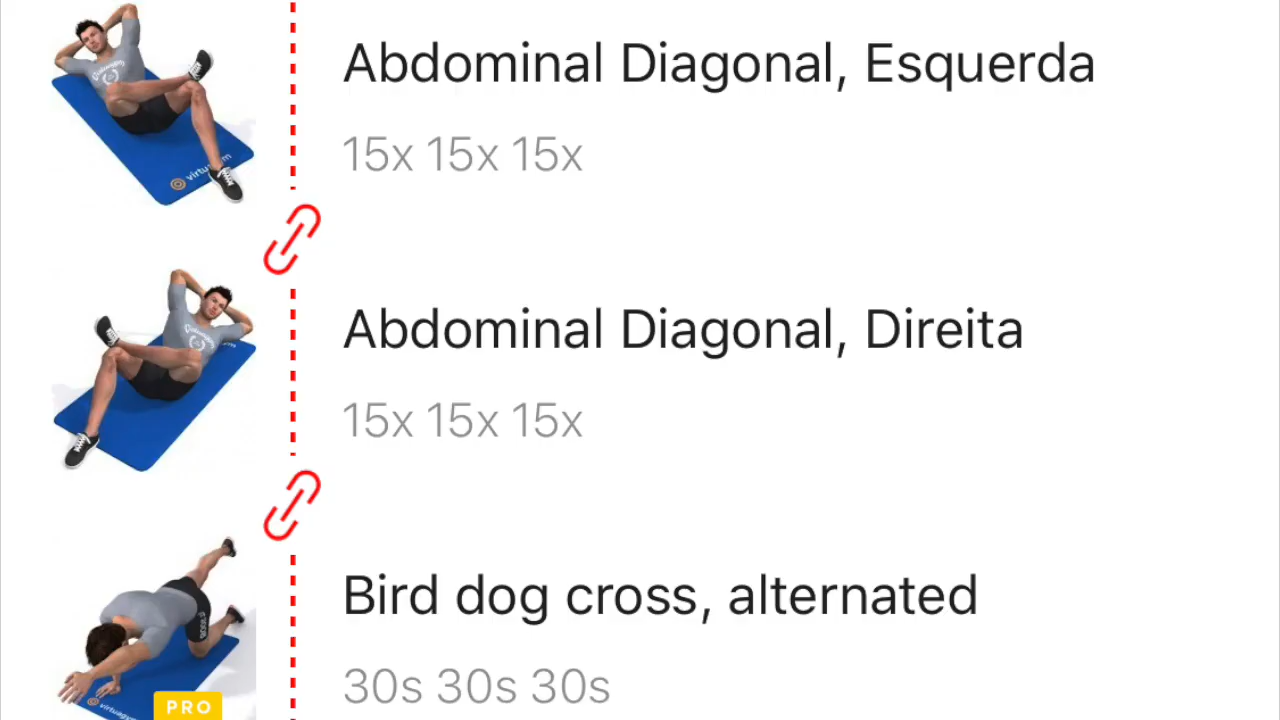 Abdominal Diagonal, Esquerda
15x 15x 15x
Abdominal Diagonal, Direita
15x 15x 15x
Bird dog cross, alternated
30s 30s 30s
PRO